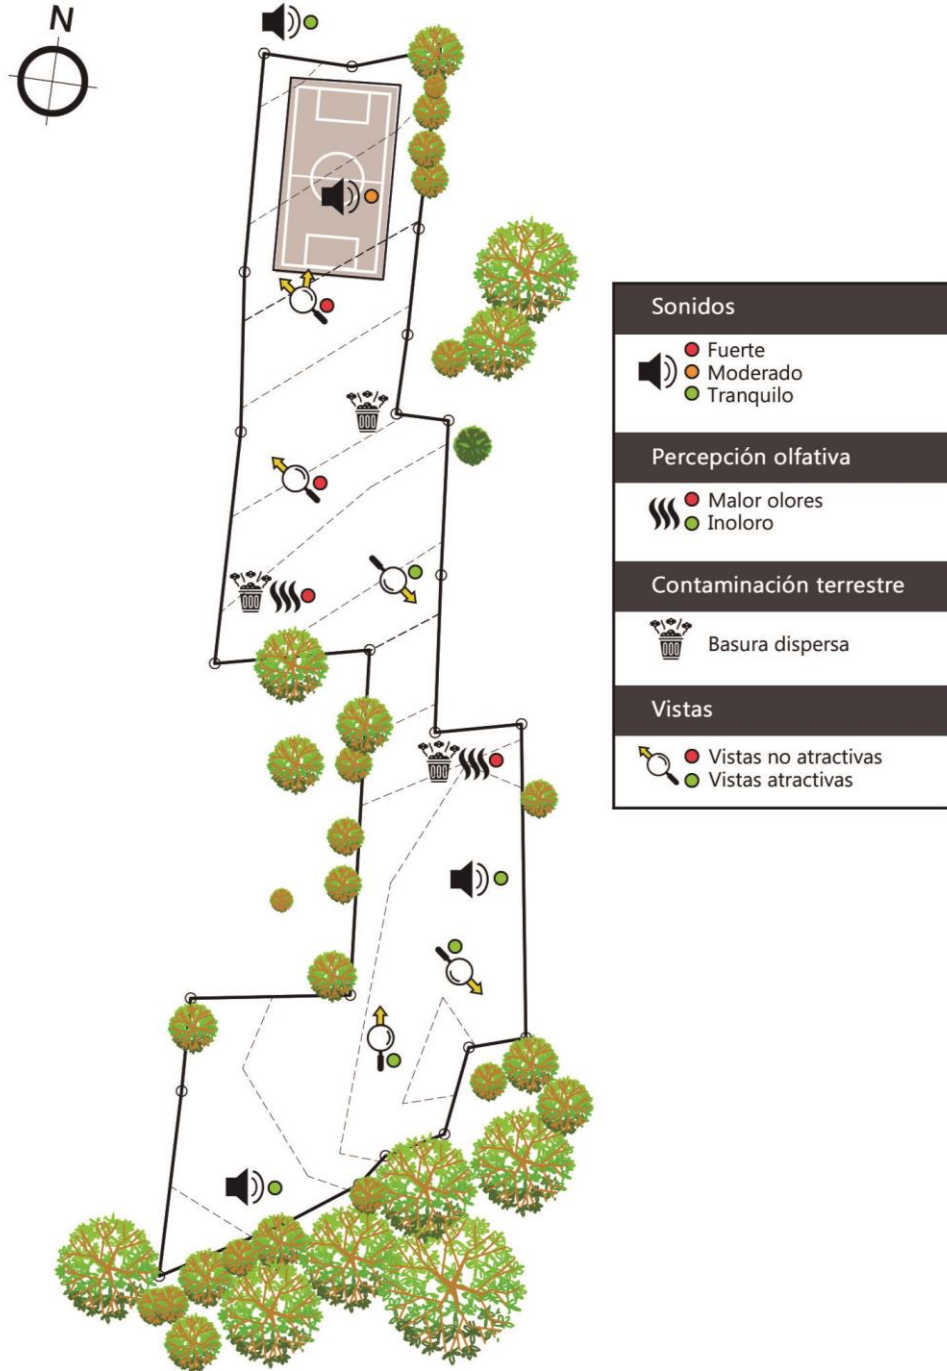 N
Sonidos
Fuerte
Moderado
Tranquilo
Percepción olfativa
Malor olores
Inoloro
Contaminación terrestre
Basura dispersa
Vistas
Vistas no atractivas
Vistas atractivas